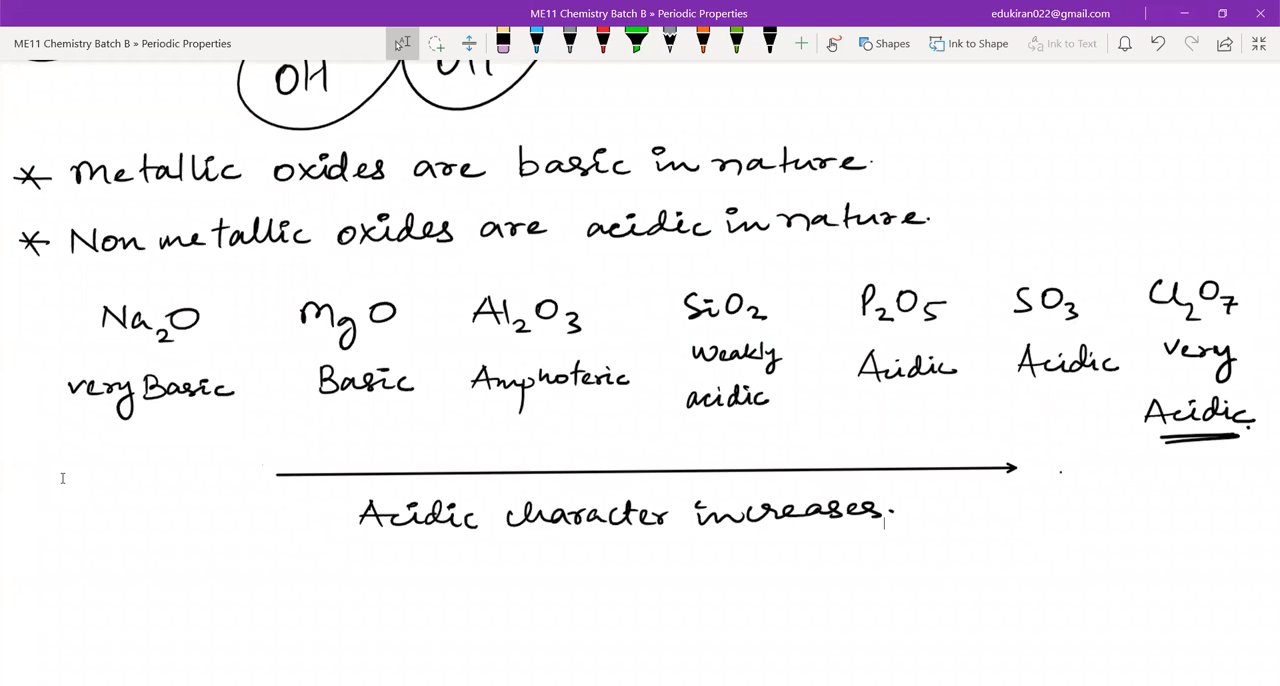 ME11 Chemistry Batch B » Periodic Properties
edukiran022@gmail.com
ME11 Chemistry Batch B » Periodic Properties
Shapes
Ink to Shape
Ink to Text
OH OH
* Metallic oxides are basic in nature.
* Non metallic oxides are acidic in nature.
Na₂O MgO Al₂O₃ SiO₂ P₂O₅ SO₃ Cl₂O₇
very Basic Basic Amphoteric weakly acidic Acidic Acidic very Acidic.
Acidic character increases.